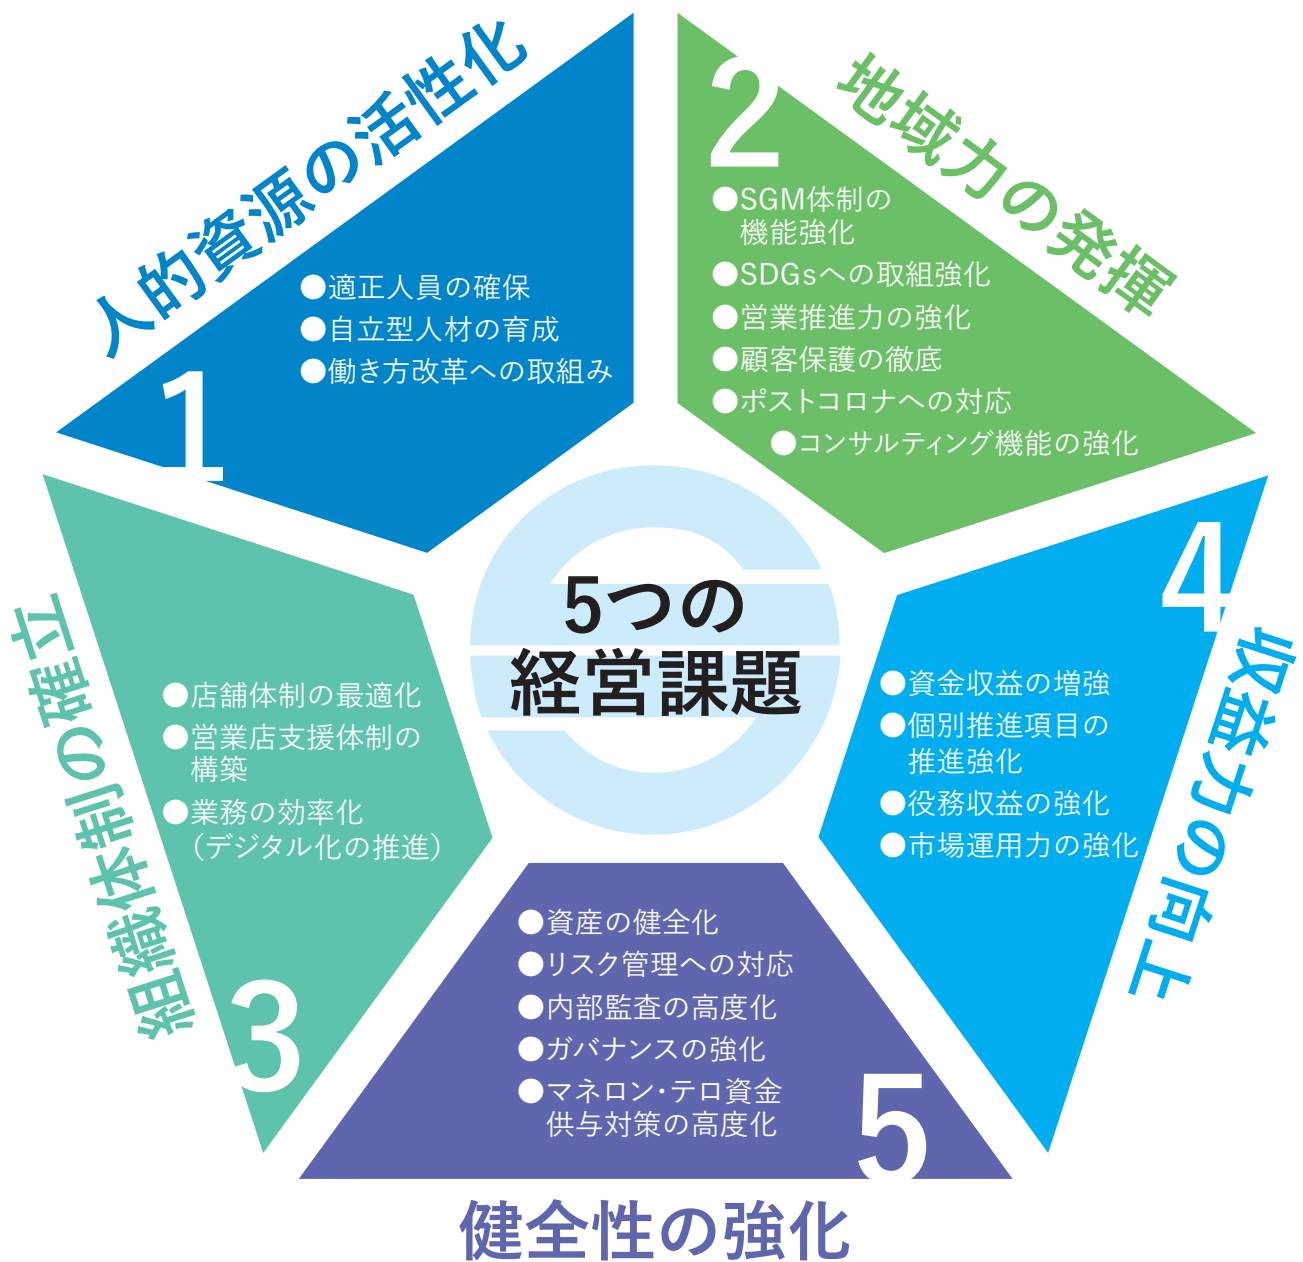 5つの
経営課題
人的資源の活性化
1
●適正人員の確保
●自立型人材の育成
●働き方改革への取組み
地域力の発揮
2
●SGM体制の
機能強化
●SDGsへの取組強化
●営業推進力の強化
●顧客保護の徹底
●ポストコロナへの対応
●コンサルティング機能の強化
組織体制の確立
3
●店舗体制の最適化
●営業店支援体制の
構築
●業務の効率化
（デジタル化の推進）
収益力の向上
4
●資金収益の増強
●個別推進項目の
推進強化
●役務収益の強化
●市場運用力の強化
5
●資産の健全化
●リスク管理への対応
●内部監査の高度化
●ガバナンスの強化
●マネロン・テロ資金
供与対策の高度化
健全性の強化